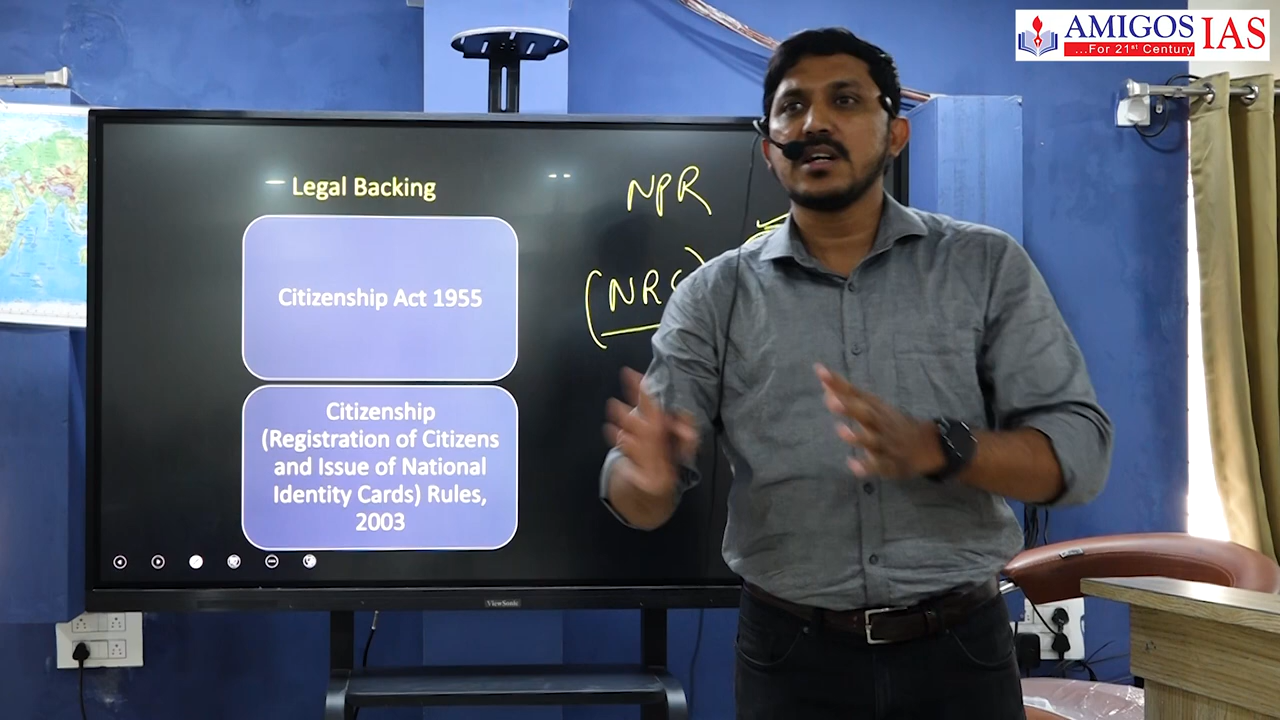 AMIGOS IAS
...For 21st Century
Legal Backing
NPR
Citizenship Act 1955
Citizenship
(Registration of Citizens
and Issue of National
Identity Cards) Rules,
2003
ViewSonic